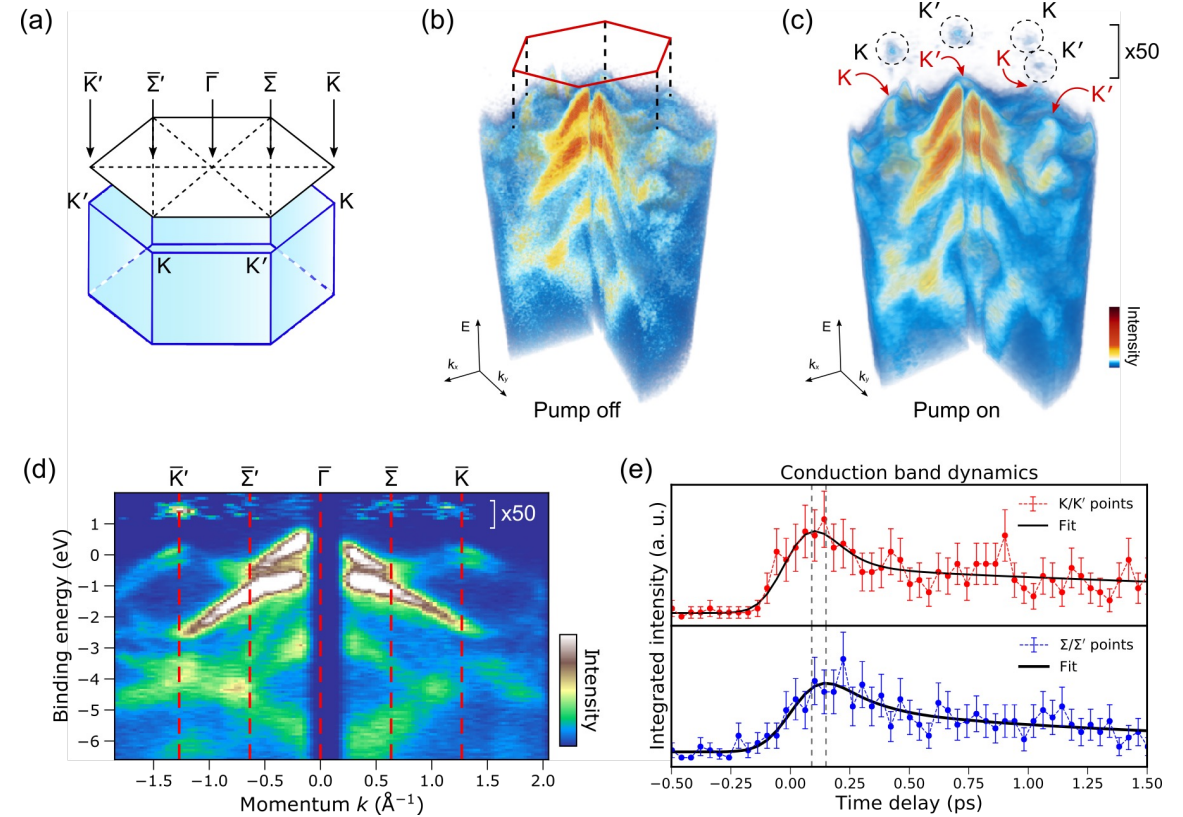 (a)
K̅′ Σ̅′ Γ̅ Σ̅ K̅
K′ K
K K′
(b)
E
kx
ky
Pump off
(c)
K′ K
K K′
x50
K K′ K K′
E
kx
ky
Pump on
Intensity
(d)
K̅′ Σ̅′ Γ̅ Σ̅ K̅
x50
Binding energy (eV)
1
0
−1
−2
−3
−4
−5
−6
−1.5 −1.0 −0.5 0.0 0.5 1.0 1.5 2.0
Momentum k (Å−1)
Intensity
(e)
Conduction band dynamics
K/K′ points
Fit
Σ/Σ′ points
Fit
Integrated intensity (a. u.)
−0.50 −0.25 0.00 0.25 0.50 0.75 1.00 1.25 1.50
Time delay (ps)